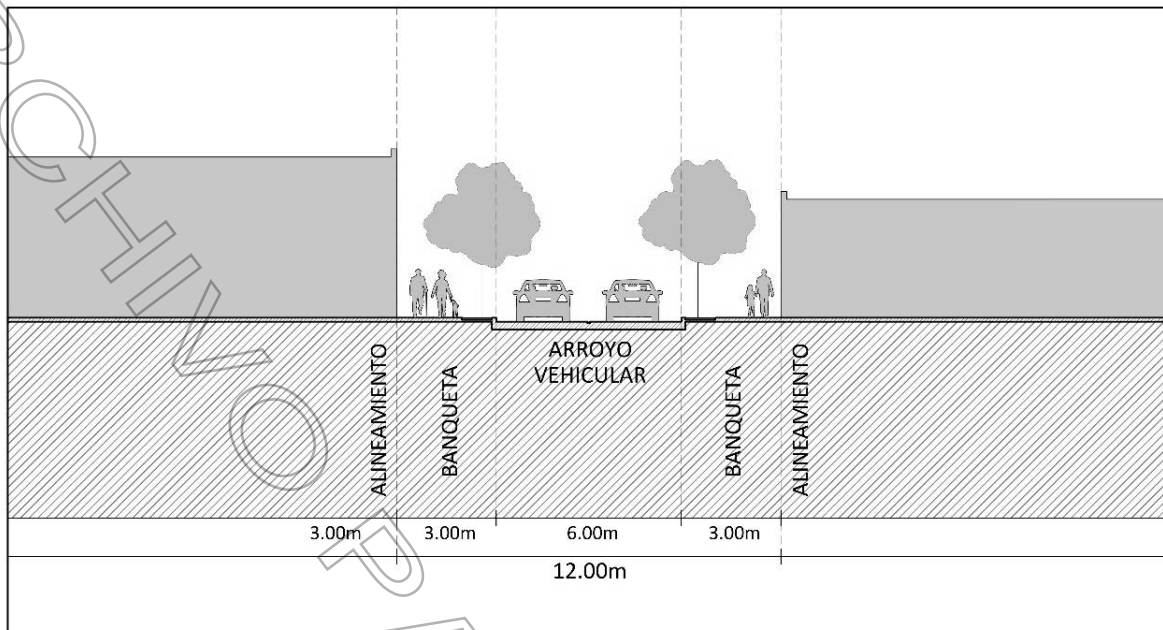 ARROYO
VEHICULAR
ALINEAMIENTO
BANQUETA
BANQUETA
ALINEAMIENTO
3.00m
3.00m
6.00m
3.00m
12.00m